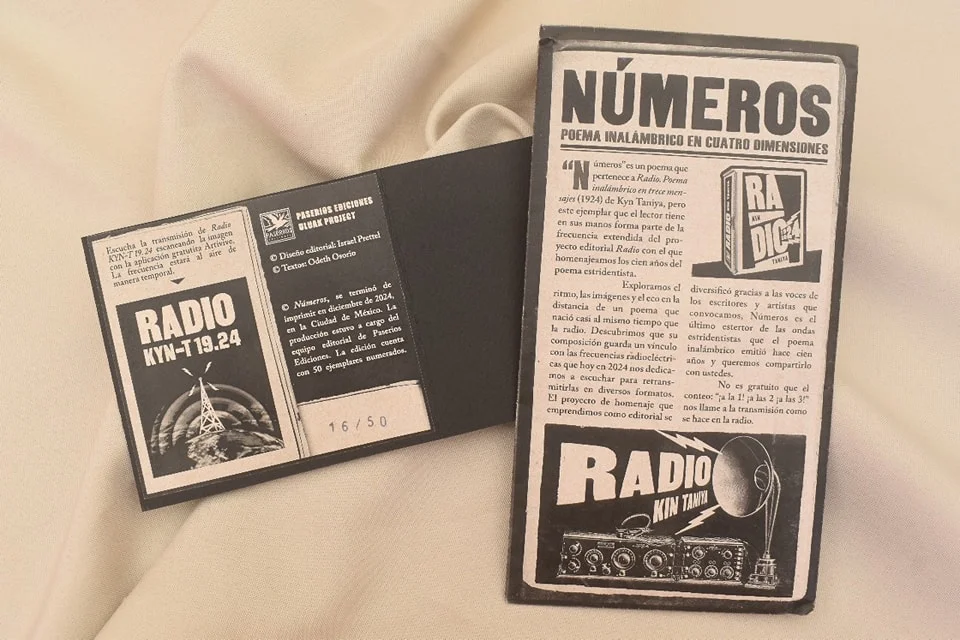 Escucha la transmisión de Radio
KYN-T 19.24 escaneando la imagen
con la aplicación gratuita Artivive.
La frecuencia estará al aire de
manera temporal.
RADIO
KYN-T 19.24
PASERIOS
PASERIOS EDICIONES
OLUAK PROJECT
© Diseño editorial: Israel Prettel
© Textos: Odeth Osorio
© Números, se terminó de
imprimir en diciembre de 2024,
en la Ciudad de México. La
producción estuvo a cargo del
equipo editorial de Paserios
Ediciones. La edición cuenta
con 50 ejemplares numerados.
16/50
NÚMEROS
POEMA INALÁMBRICO EN CUATRO DIMENSIONES
“Números” es un poema que
pertenece a Radio. Poema
inalámbrico en trece men-
sajes (1924) de Kyn Taniya, pero
este ejemplar que el lector tiene
en sus manos forma parte de la
frecuencia extendida del pro-
yecto editorial Radio con el que
homenajeamos los cien años del
poema estridentista.
Exploramos el
ritmo, las imágenes y el eco en la
distancia de un poema que
nació casi al mismo tiempo que
la radio. Descubrimos que su
composición guarda un vínculo
con las frecuencias radioeléctri-
cas que hoy en 2024 nos dedica-
mos a escuchar para retrans-
mitirlas en diversos formatos.
El proyecto de homenaje que
emprendimos como editorial se
RA
KIN
DIO
TANIYA
diversificó gracias a las voces de
los escritores y artistas que
convocamos, Números es el
último estertor de las ondas
estridentistas que el poema
inalámbrico emitió hace cien
años y queremos compartirlo
con ustedes.
No es gratuito que el
conteo: “¡a la 1! ¡a las 2 ¡a las 3!”
nos llame a la transmisión como
se hace en la radio.
RADIO
KIN TANIYA